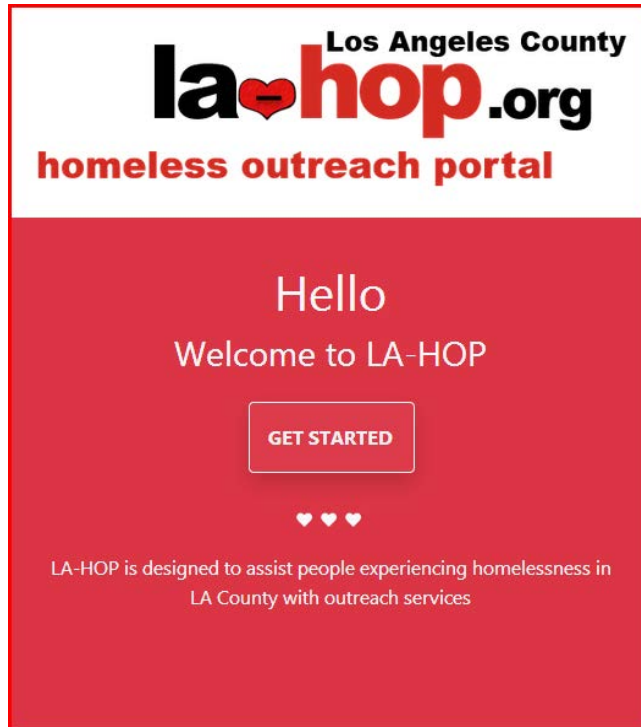 Los Angeles County
la-hop.org
homeless outreach portal
Hello
Welcome to LA-HOP
GET STARTED
LA-HOP is designed to assist people experiencing homelessness in
LA County with outreach services